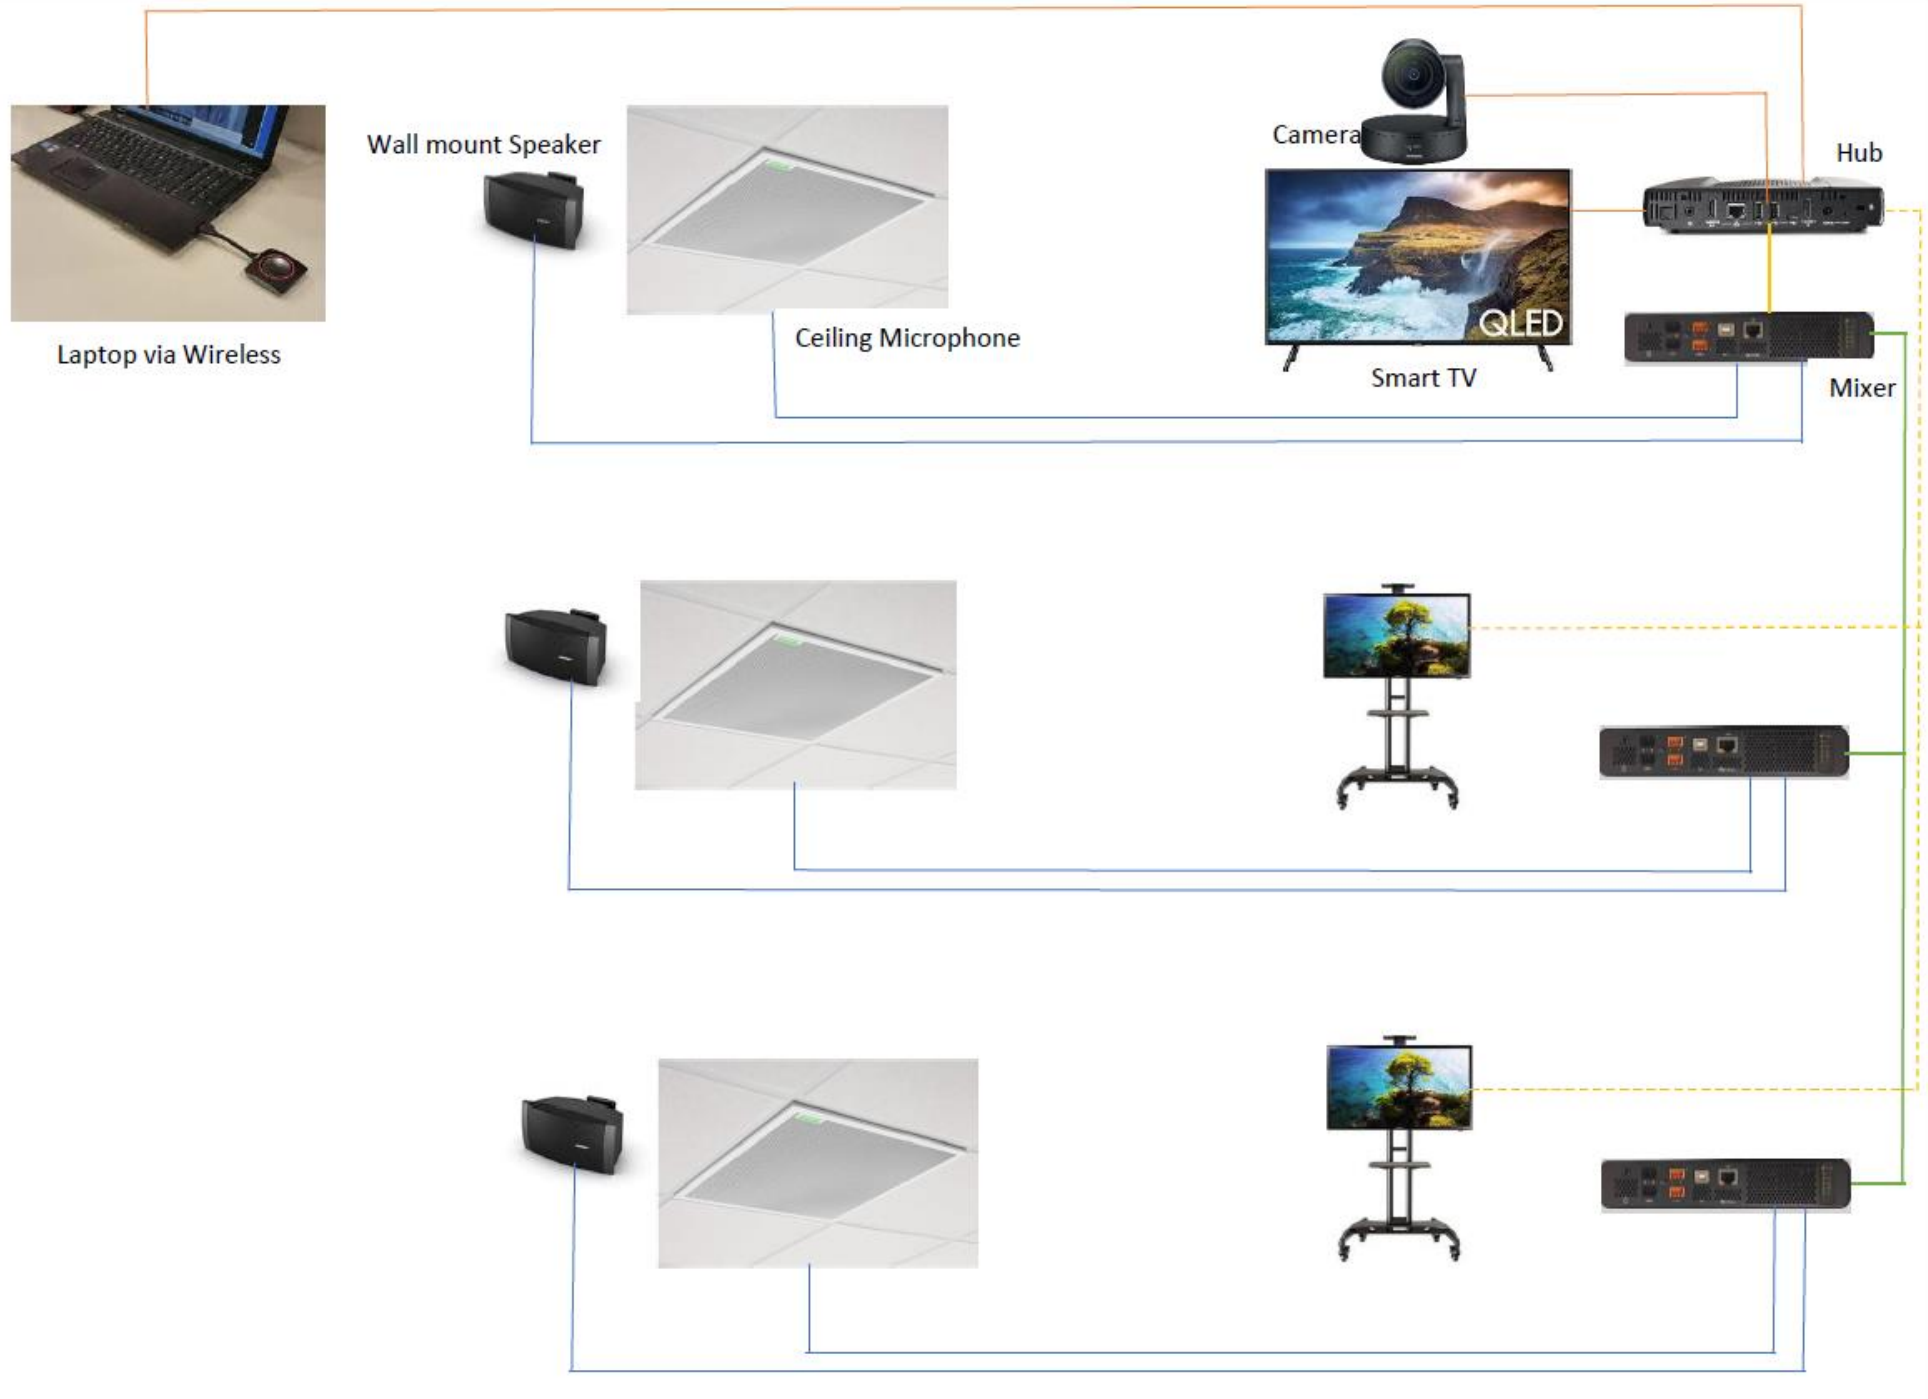 Wall mount Speaker
Camera
Hub
QLED
Ceiling Microphone
Laptop via Wireless
Smart TV
Mixer